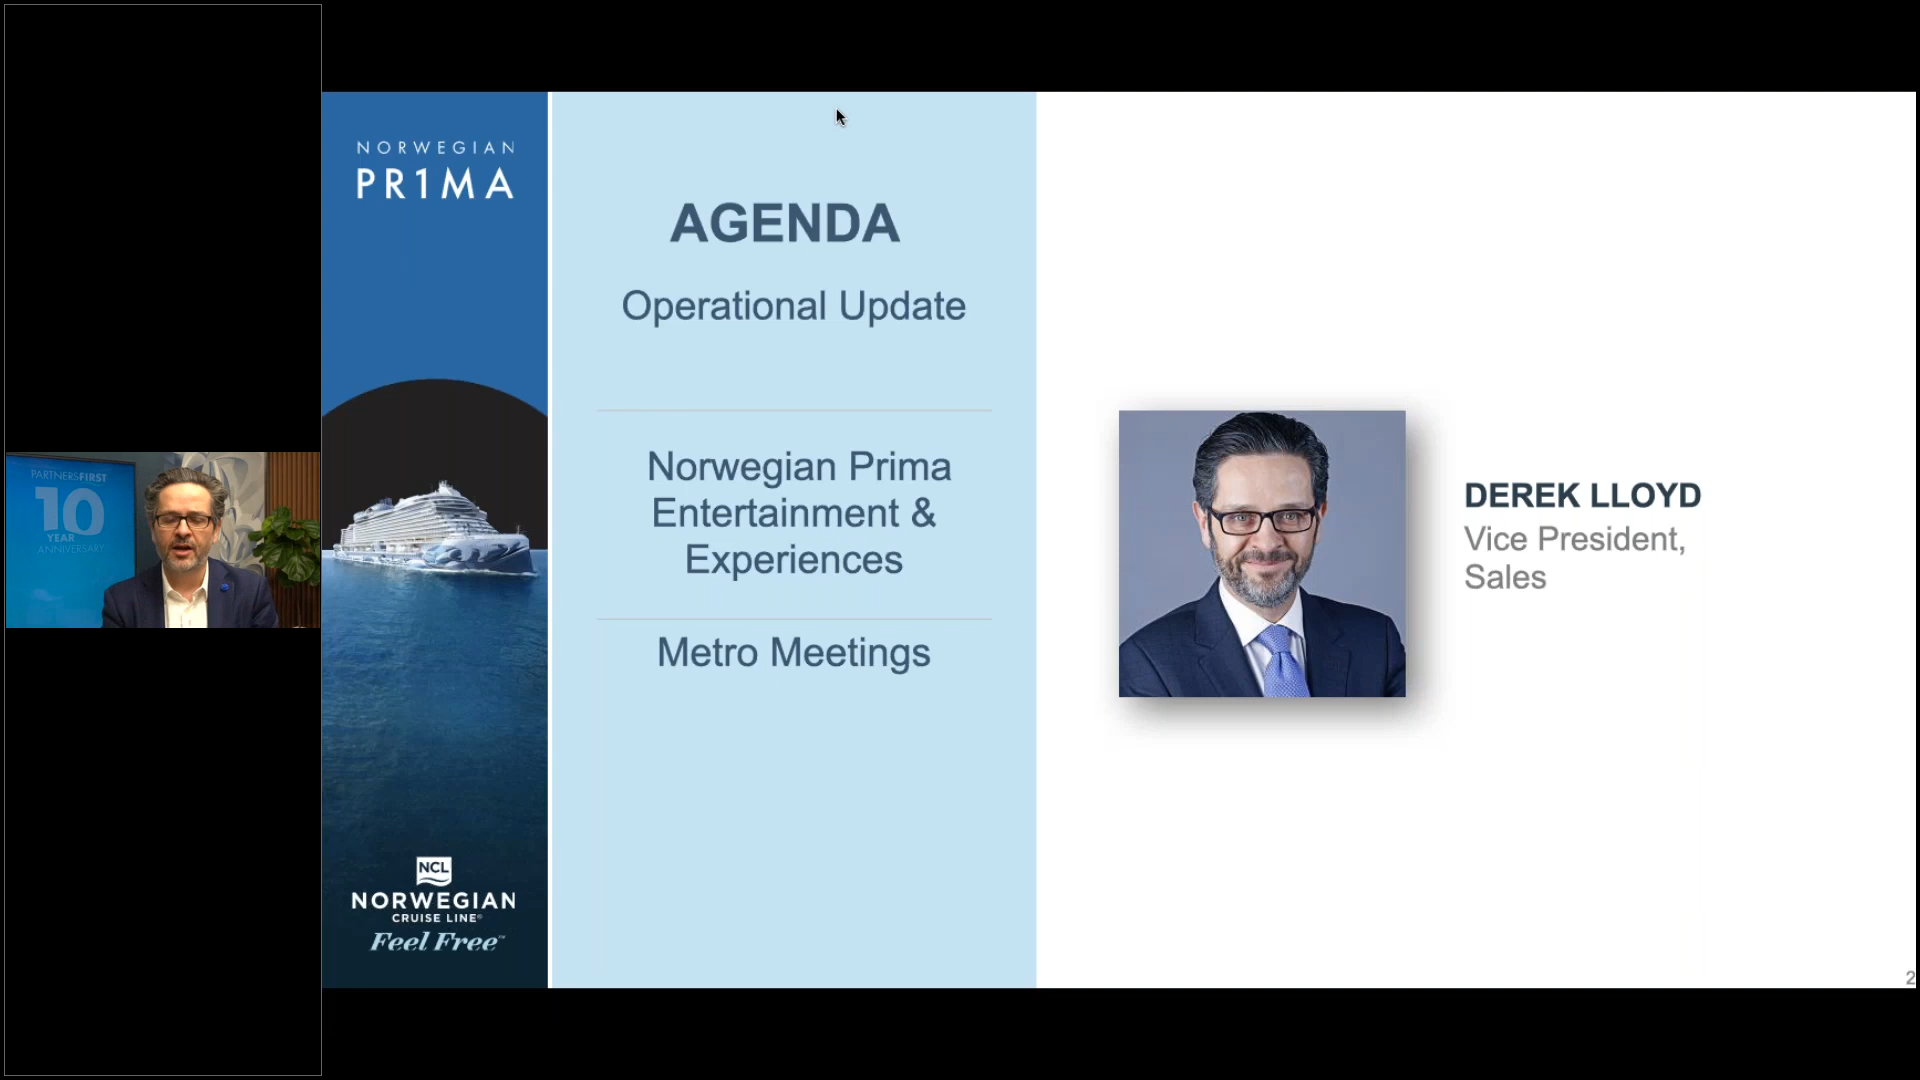 PARTNERSFIRST
10
YEAR
ANNIVERSARY
NORWEGIAN
PR1MA
NCL
NORWEGIAN
CRUISE LINE®
Feel Free™
AGENDA
Operational Update
Norwegian Prima
Entertainment &
Experiences
Metro Meetings
DEREK LLOYD
Vice President,
Sales
2